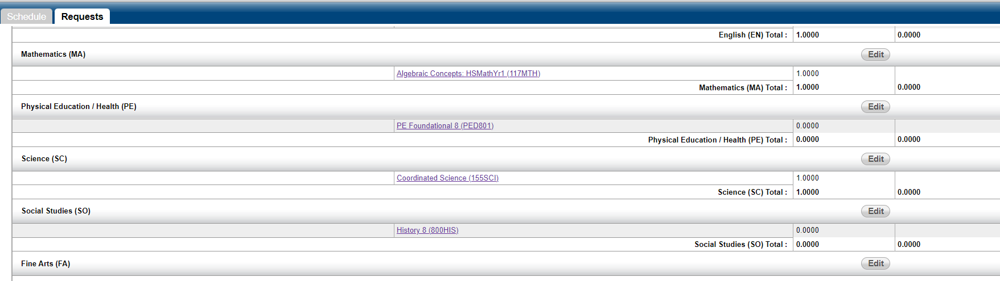 Schedule Requests
English (EN) Total : 1.0000 0.0000
Mathematics (MA) Edit
Algebraic Concepts: HSMathYr1 (117MTH) 1.0000
Mathematics (MA) Total : 1.0000 0.0000
Physical Education / Health (PE) Edit
PE Foundational 8 (PED801) 0.0000
Physical Education / Health (PE) Total : 0.0000 0.0000
Science (SC) Edit
Coordinated Science (155SCI) 1.0000
Science (SC) Total : 1.0000 0.0000
Social Studies (SO) Edit
History 8 (800HIS) 0.0000
Social Studies (SO) Total : 0.0000 0.0000
Fine Arts (FA) Edit